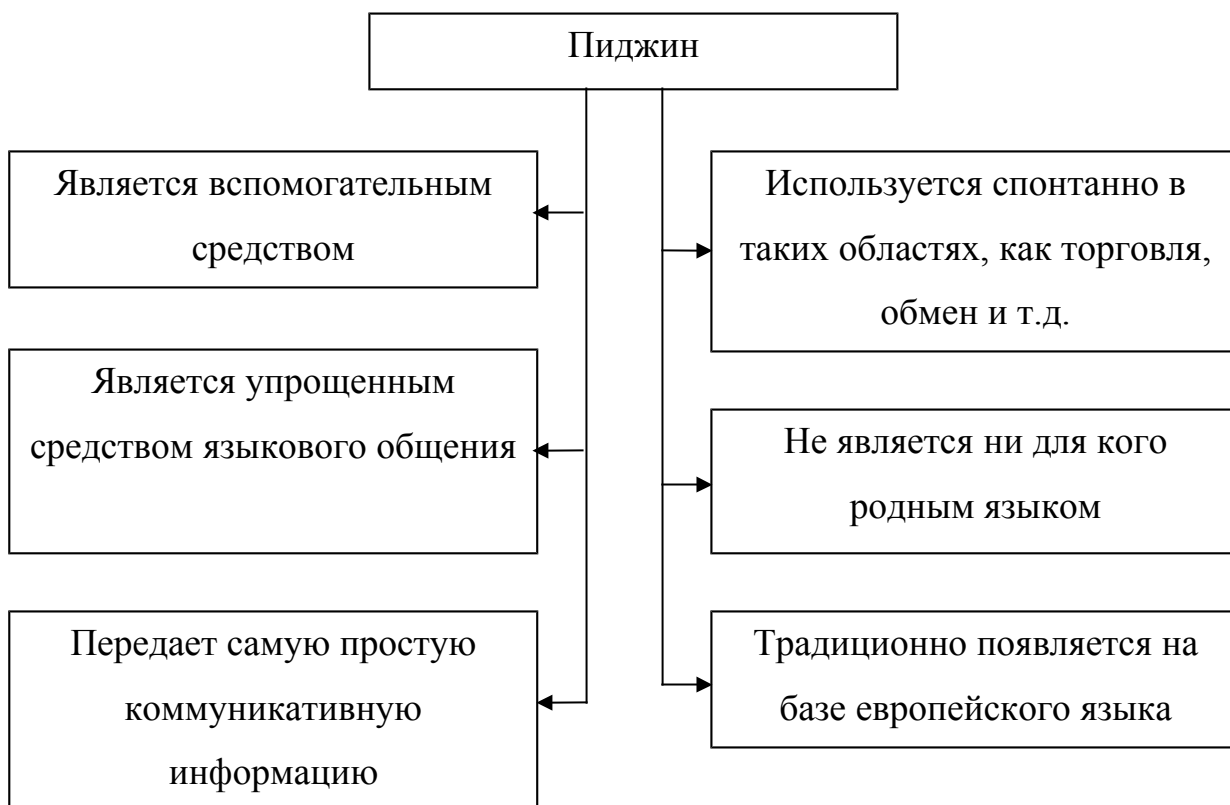 Пиджин
Является вспомогательным
средством
Является упрощенным
средством языкового общения
Передает самую простую
коммуникативную
информацию
Используется спонтанно в
таких областях, как торговля,
обмен и т.д.
Не является ни для кого
родным языком
Традиционно появляется на
базе европейского языка